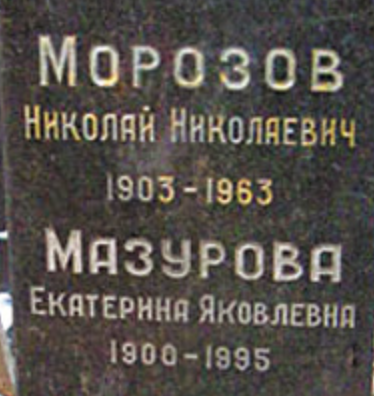 МОРОЗОВ
НИКОЛАЙ НИКОЛАЕВИЧ
1903-1963
МАЗУРОВА
ЕКАТЕРИНА ЯКОВЛЕВНА
1900-1995